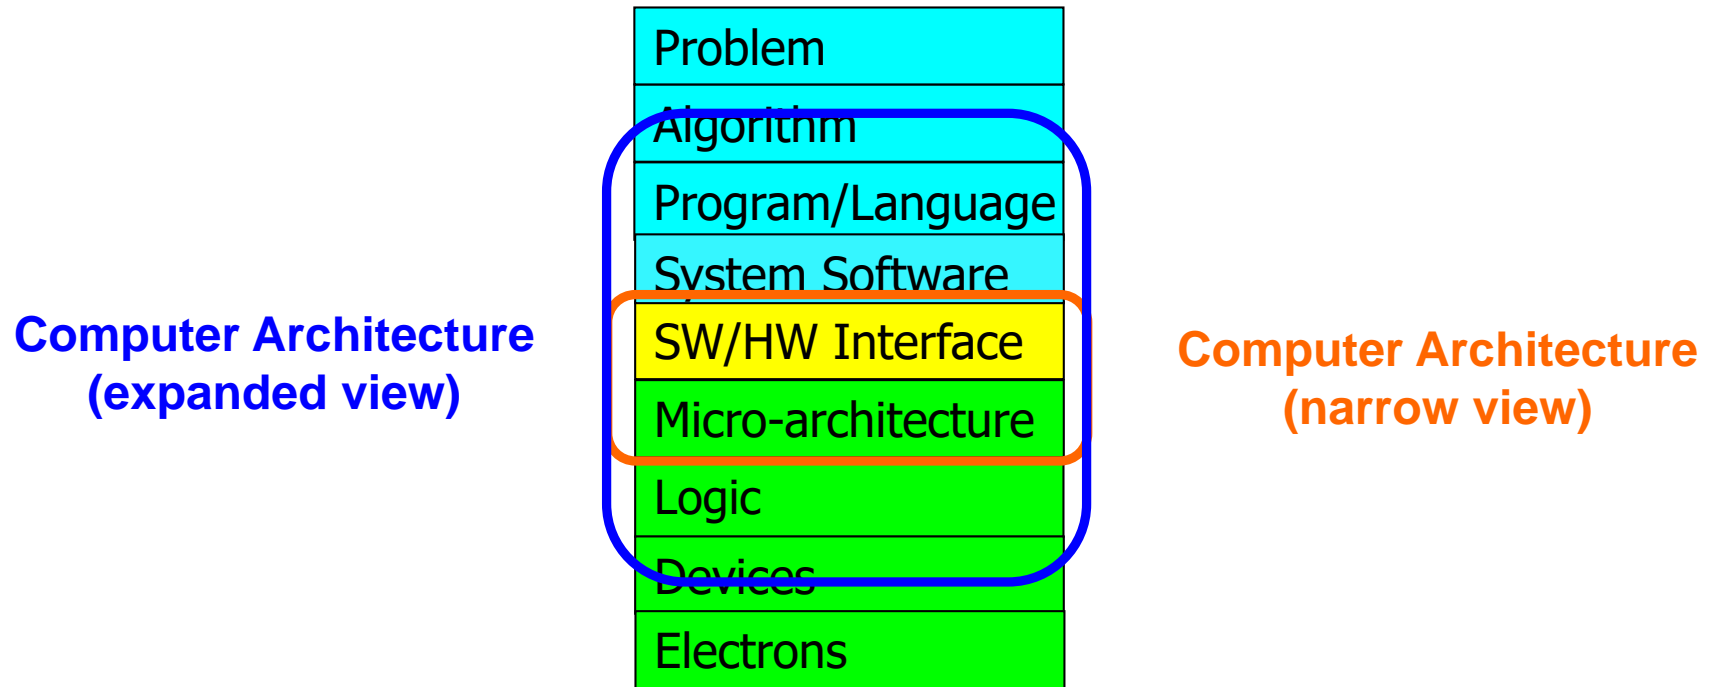 Problem
Algorithm
Program/Language
System Software
Computer Architecture
(expanded view)
SW/HW Interface
Micro-architecture
Computer Architecture
(narrow view)
Logic
Devices
Electrons